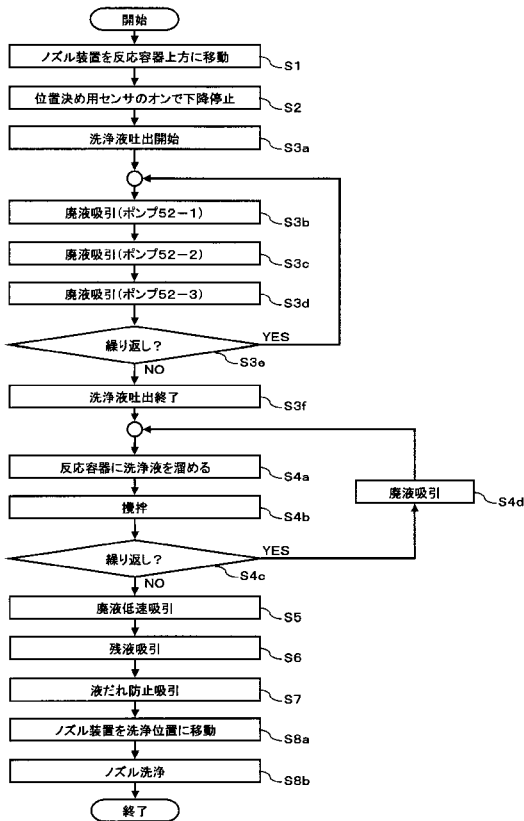 開始
ノズル装置を反応容器上方に移動
S1
位置決め用センサのオンで下降停止
S2
洗浄液吐出開始
S3a
廃液吸引(ポンプ52-1)
S3b
廃液吸引(ポンプ52-2)
S3c
廃液吸引(ポンプ52-3)
S3d
繰り返し?
YES
S3e
NO
洗浄液吐出終了
S3f
反応容器に洗浄液を溜める
S4a
廃液吸引
S4d
攪拌
S4b
繰り返し?
YES
S4c
NO
廃液低速吸引
S5
残液吸引
S6
液だれ防止吸引
S7
ノズル装置を洗浄位置に移動
S8a
ノズル洗浄
S8b
終了